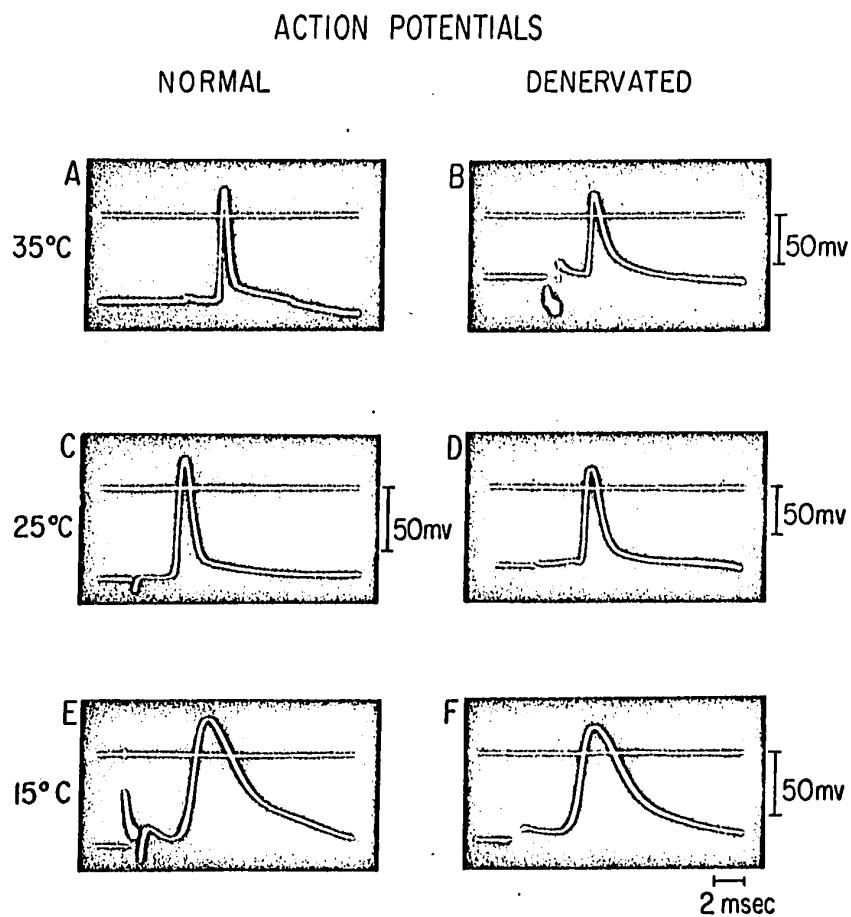 ACTION POTENTIALS
NORMAL DENERVATED
A B
35°C 50mv
C D
25°C 50mv 50mv
E F
15°C 50mv
2 msec